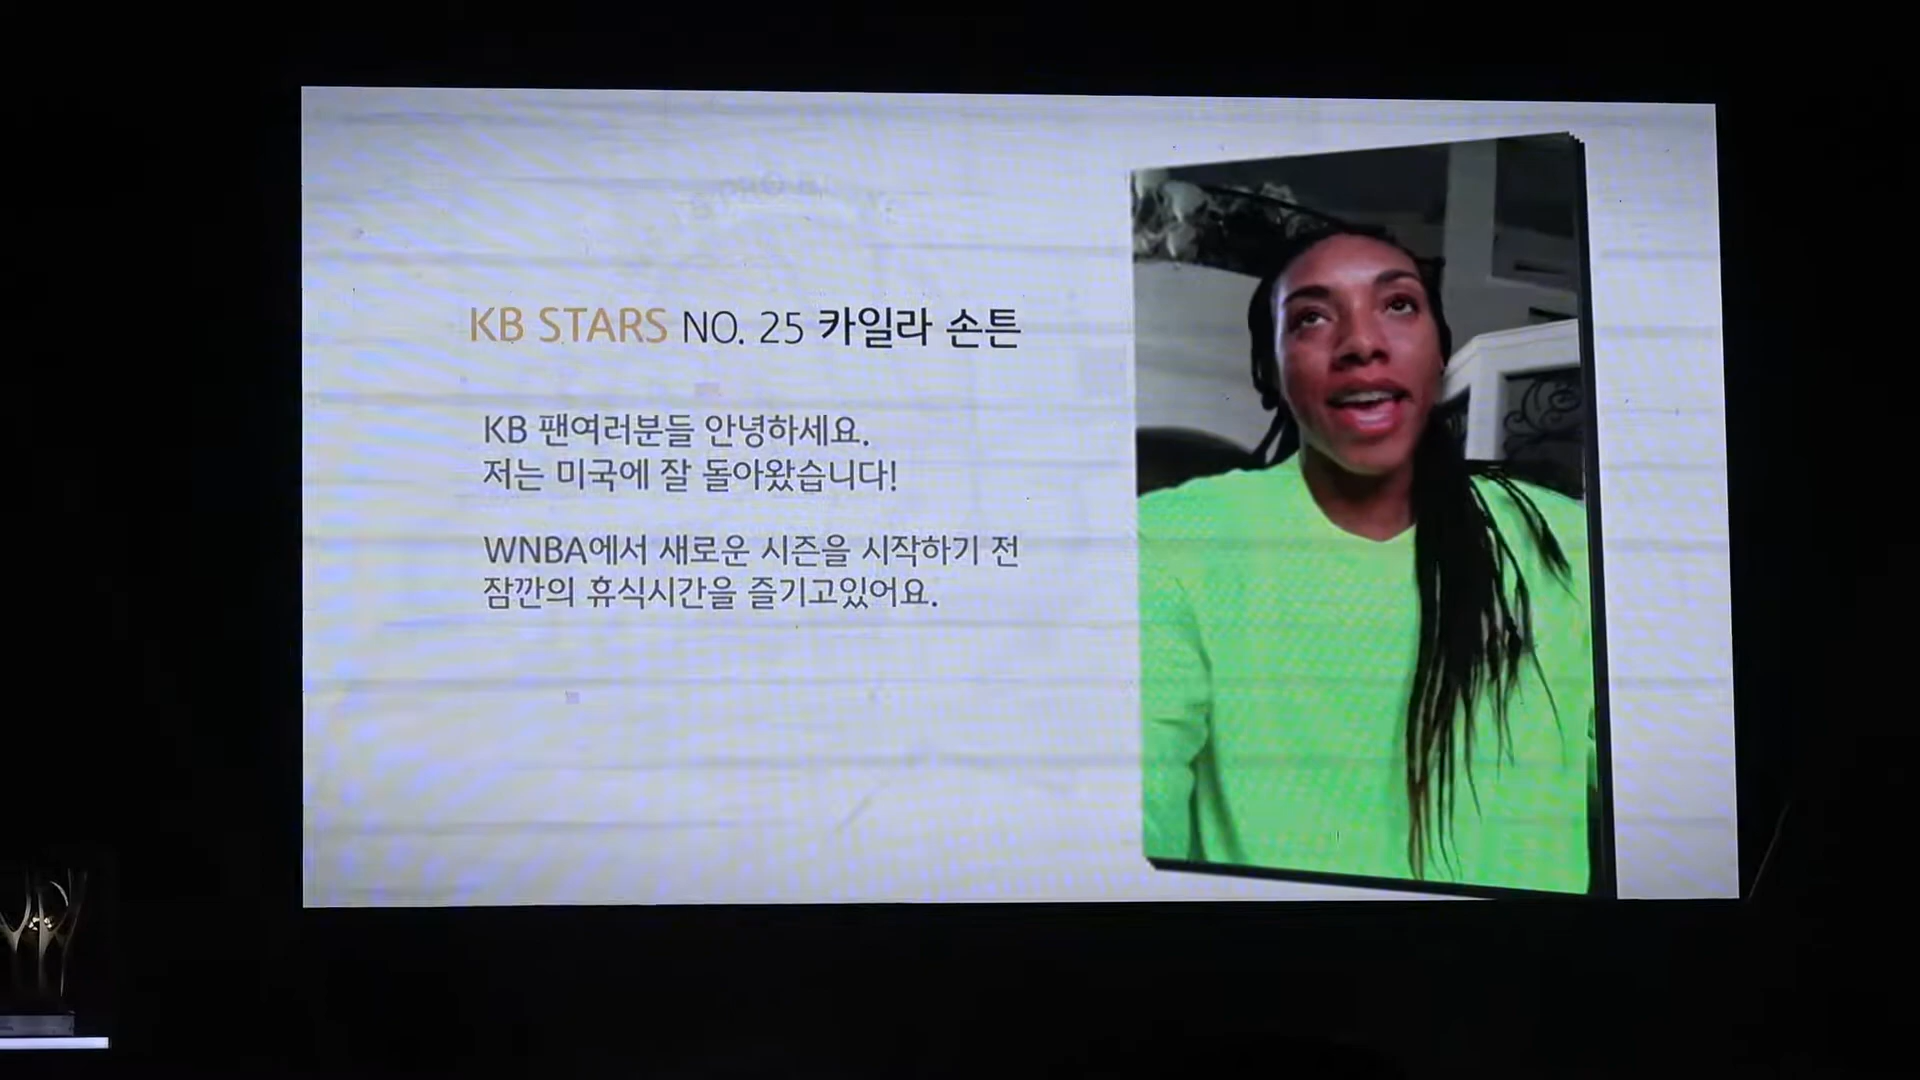 KB STARS NO. 25 카일라 손튼
KB 팬여러분들 안녕하세요.
저는 미국에 잘 돌아왔습니다!
WNBA에서 새로운 시즌을 시작하기 전
잠깐의 휴식시간을 즐기고있어요.